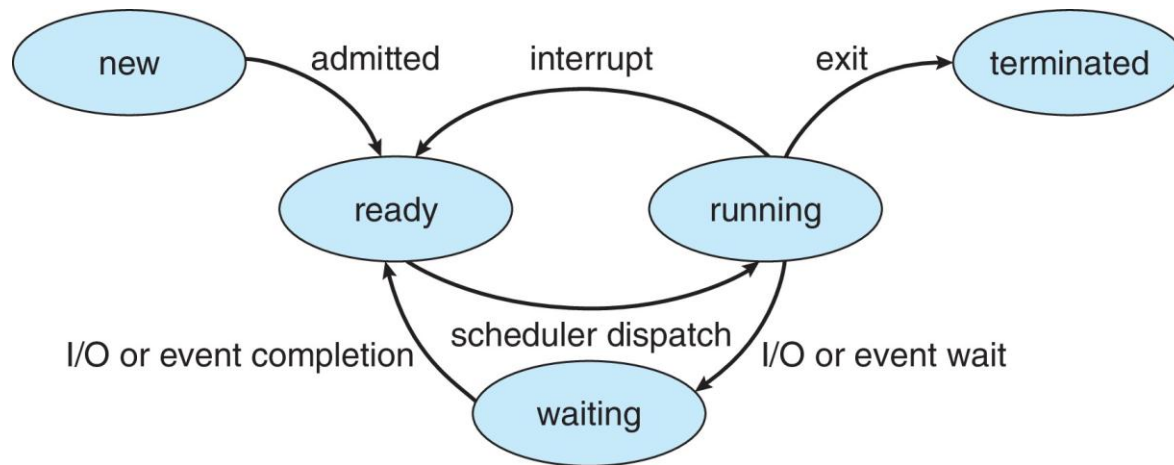 new
admitted
interrupt
exit
terminated
ready
running
I/O or event completion
scheduler dispatch
I/O or event wait
waiting